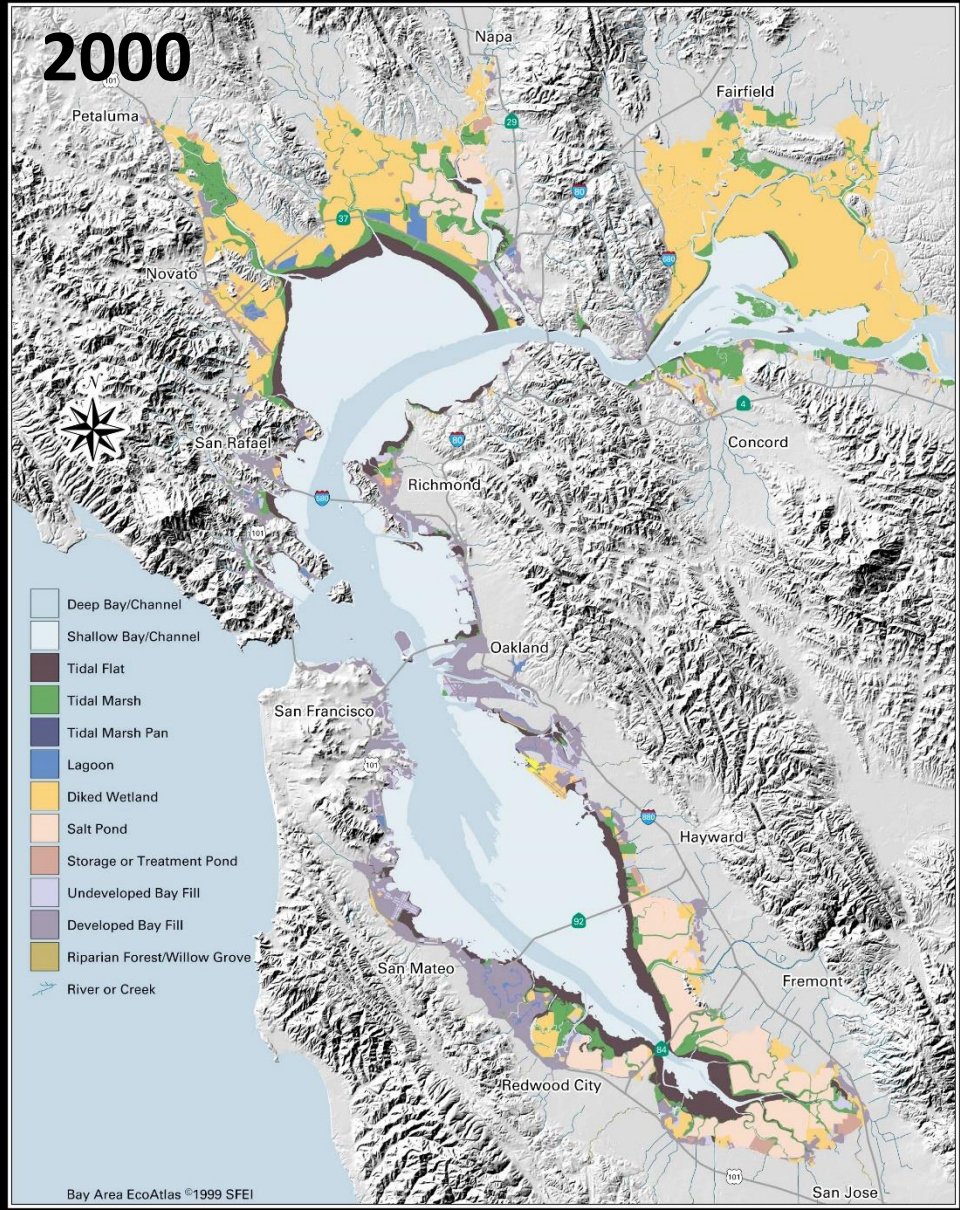 2000
Napa
101
Petaluma
Fairfield
29
80
37
680
Novato
N
4
San Rafael
80
Concord
Richmond
580
101
Deep Bay/Channel
Shallow Bay/Channel
Tidal Flat
Tidal Marsh
Tidal Marsh Pan
Lagoon
Diked Wetland
Salt Pond
Storage or Treatment Pond
Undeveloped Bay Fill
Developed Bay Fill
Riparian Forest/Willow Grove
River or Creek
Oakland
San Francisco
101
880
Hayward
92
San Mateo
Fremont
84
Redwood City
101
San Jose
Bay Area EcoAtlas ©1999 SFEI